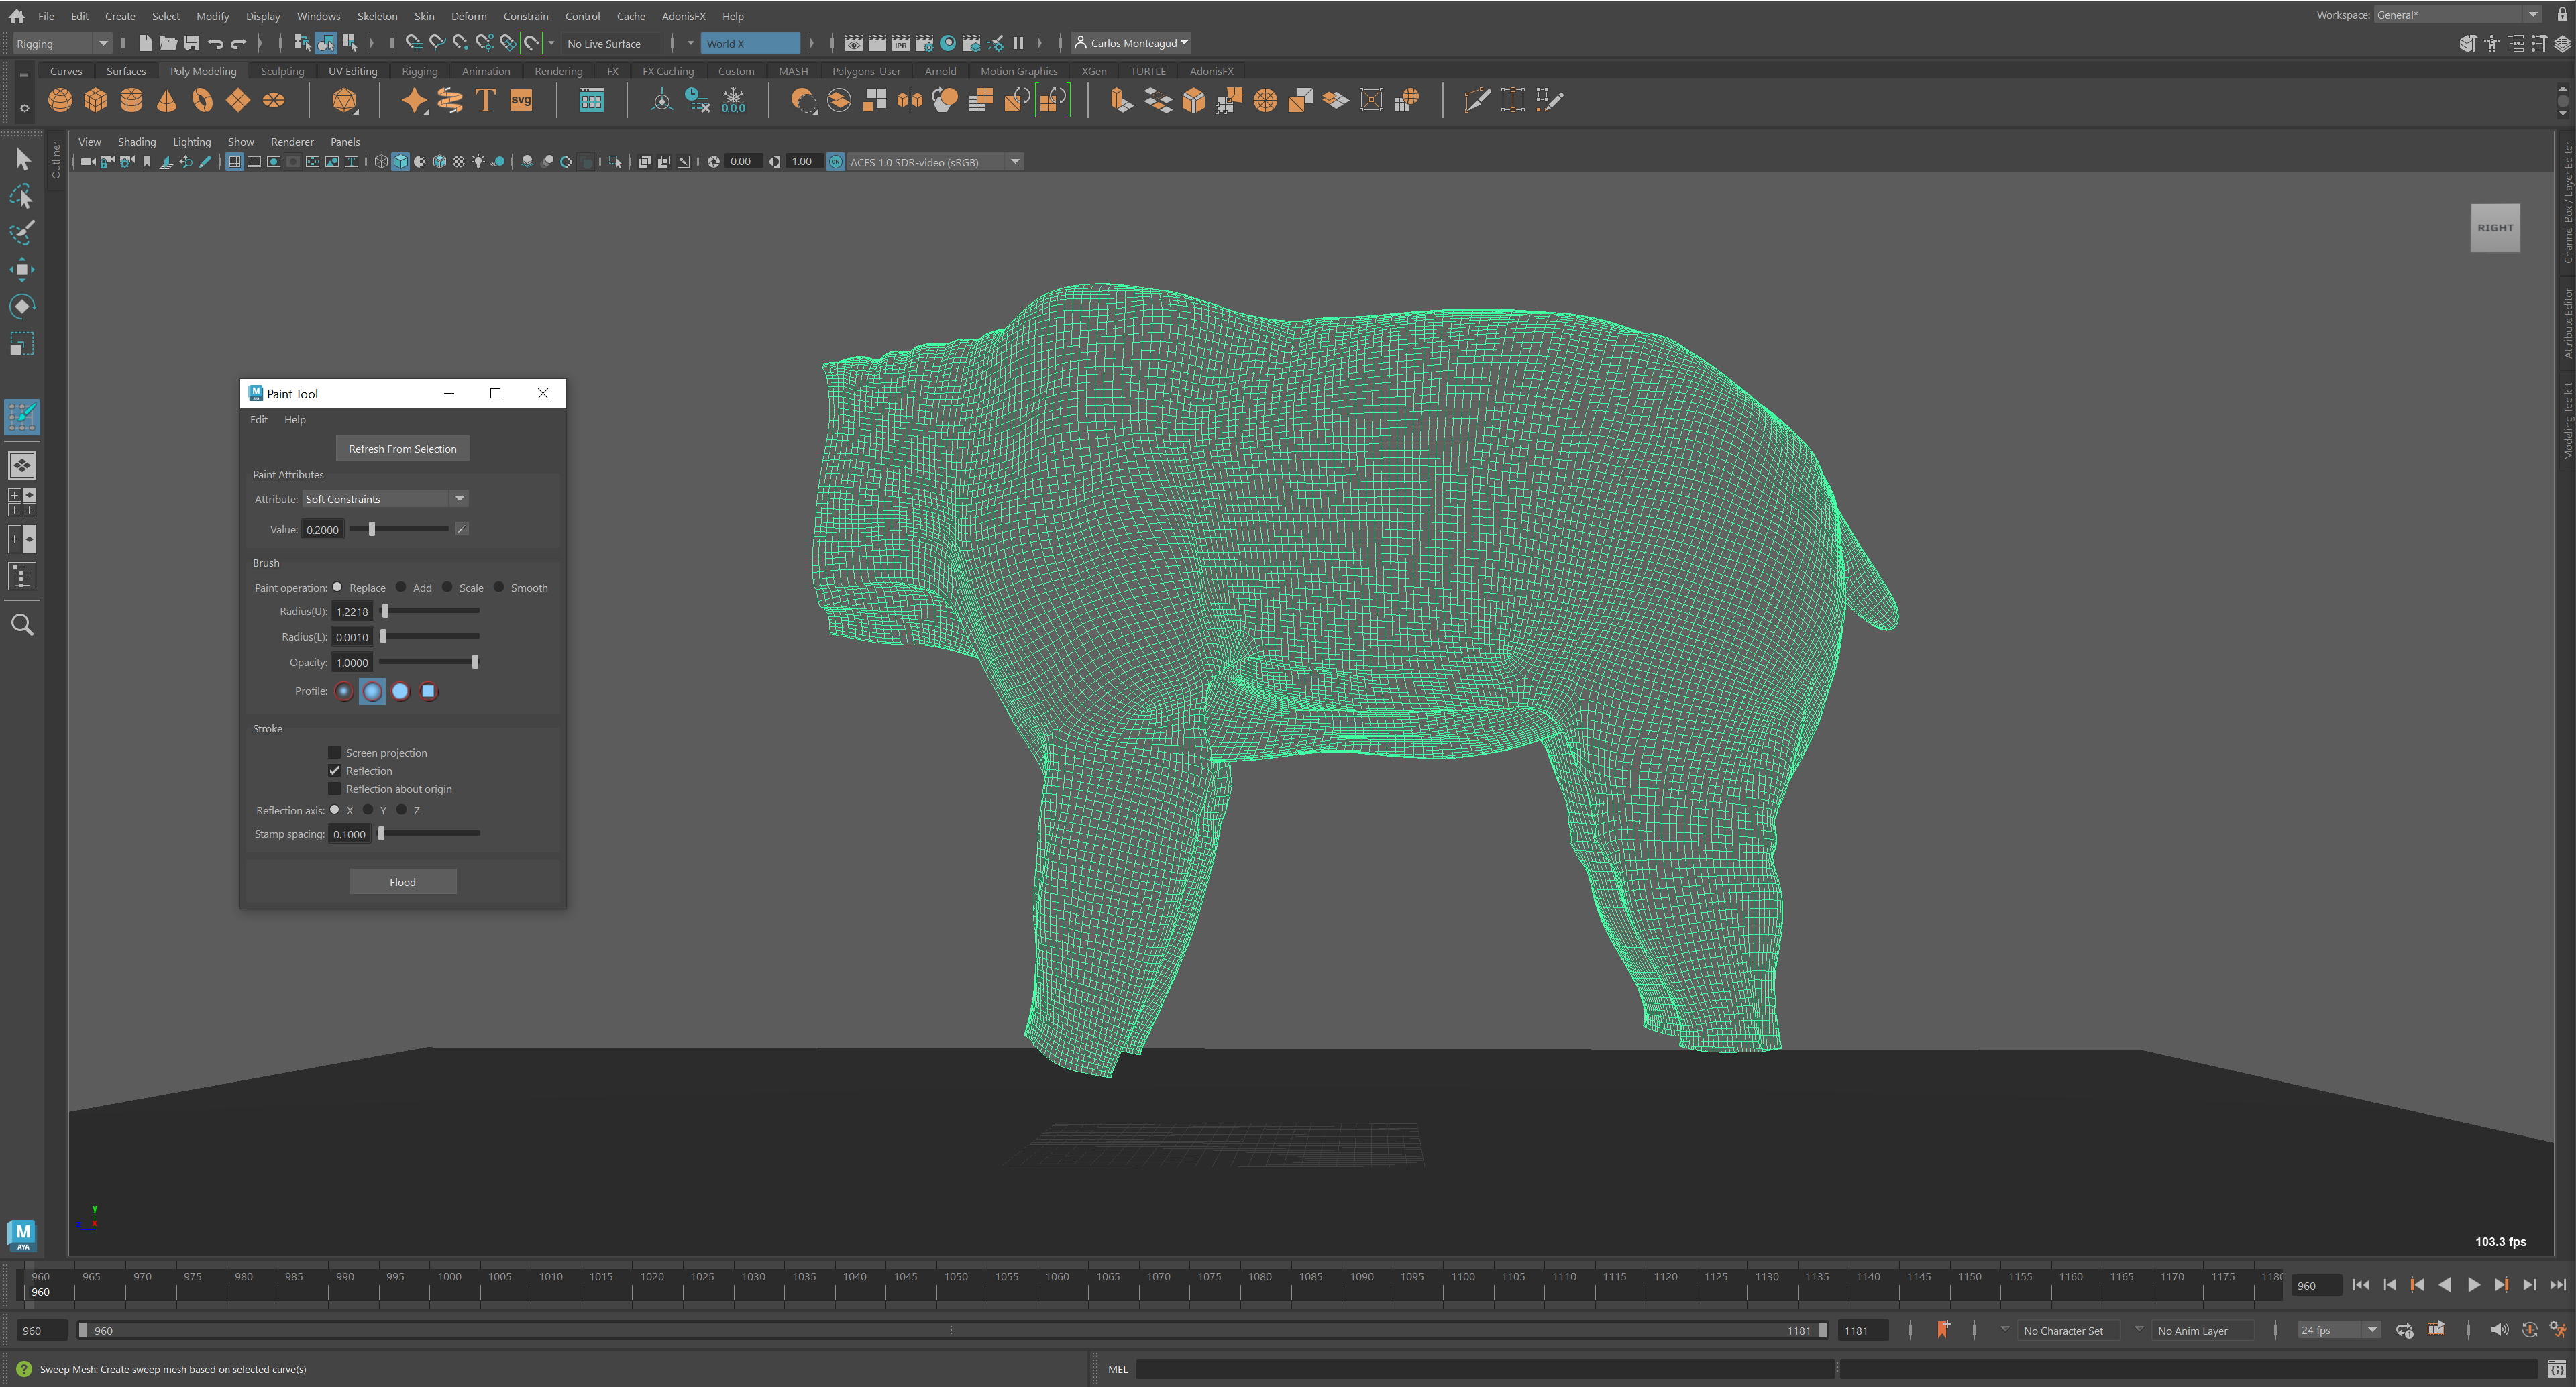 File Edit Create Select Modify Display Windows Skeleton Skin Deform Constrain Control Cache AdonisFX Help
Workspace: General*
Rigging No Live Surface World X IPR Carlos Monteagud
Curves Surfaces Poly Modeling Sculpting UV Editing Rigging Animation Rendering FX FX Caching Custom MASH Polygons_User Arnold Motion Graphics XGen TURTLE AdonisFX
T svg 0,0,0
View Shading Lighting Show Renderer Panels
0.00 1.00 ON ACES 1.0 SDR-video (sRGB)
Outliner
Channel Box / Layer Editor
Attribute Editor
Modeling Toolkit
RIGHT
M Paint Tool
Edit Help
Refresh From Selection
Paint Attributes
Attribute: Soft Constraints
Value: 0.2000
Brush
Paint operation: Replace Add Scale Smooth
Radius(U): 1.2218
Radius(L): 0.0010
Opacity: 1.0000
Profile:
Stroke
Screen projection
Reflection
Reflection about origin
Reflection axis: X Y Z
Stamp spacing: 0.1000
Flood
y
z
M
AYA
103.3 fps
960 965 970 975 980 985 990 995 1000 1005 1010 1015 1020 1025 1030 1035 1040 1045 1050 1055 1060 1065 1070 1075 1080 1085 1090 1095 1100 1105 1110 1115 1120 1125 1130 1135 1140 1145 1150 1155 1160 1165 1170 1175 1180
960 960
960 960 1181 1181 No Character Set No Anim Layer 24 fps
Sweep Mesh: Create sweep mesh based on selected curve(s) MEL